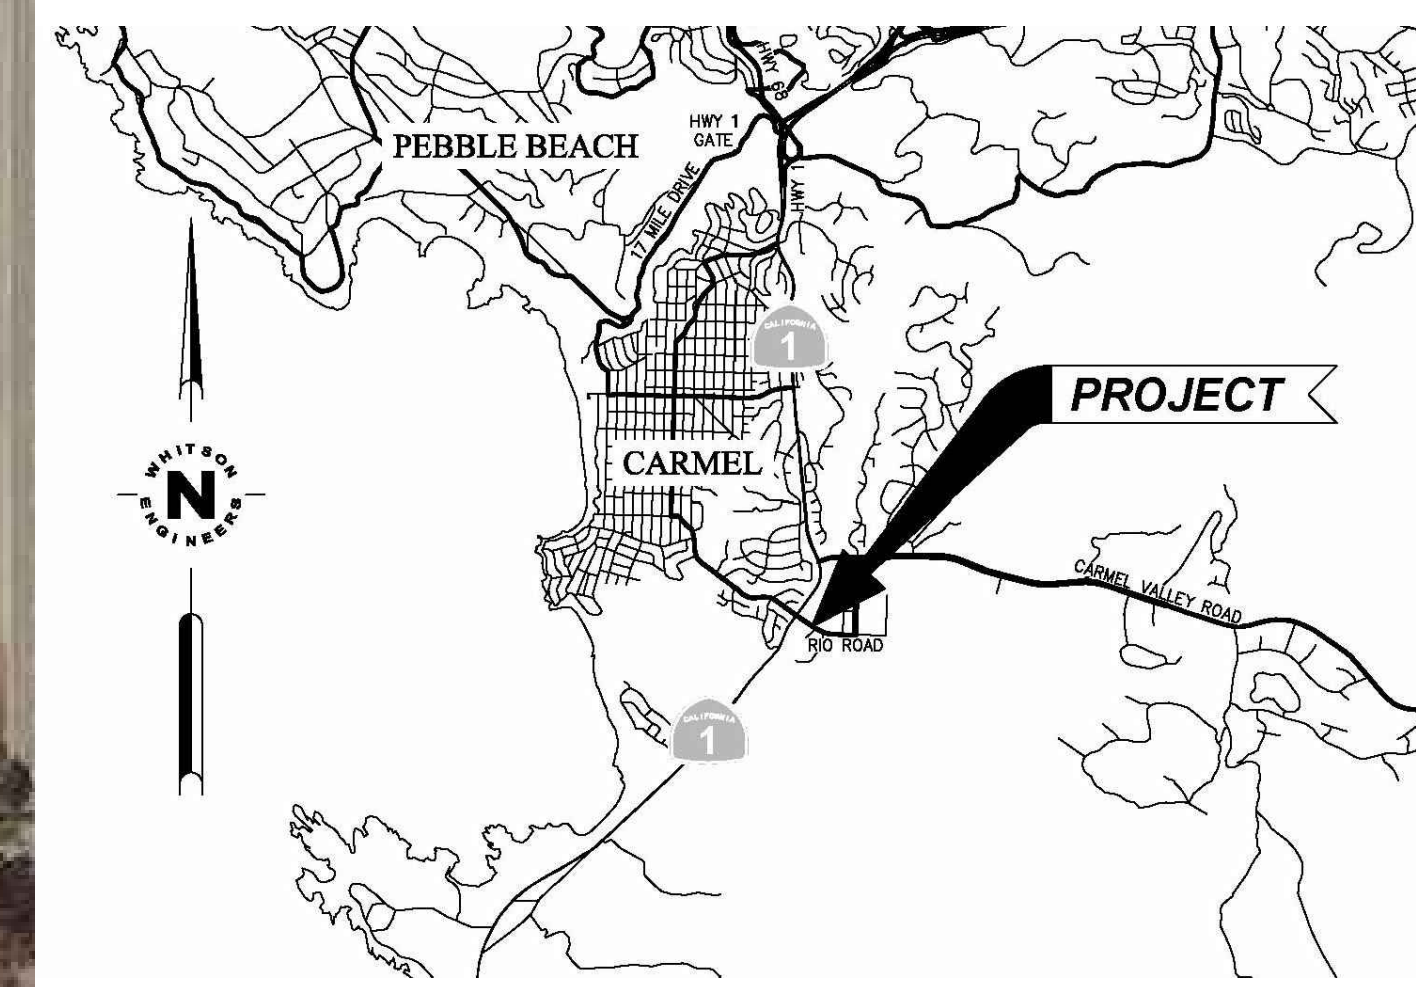 HWY 68
HWY 1
GATE
PEBBLE BEACH
17 MILE DRIVE
HWY 1
CALIFORNIA
1
PROJECT
WHITSON
N
ENGINEERS
CARMEL
CARMEL VALLEY ROAD
RIO ROAD
CALIFORNIA
1